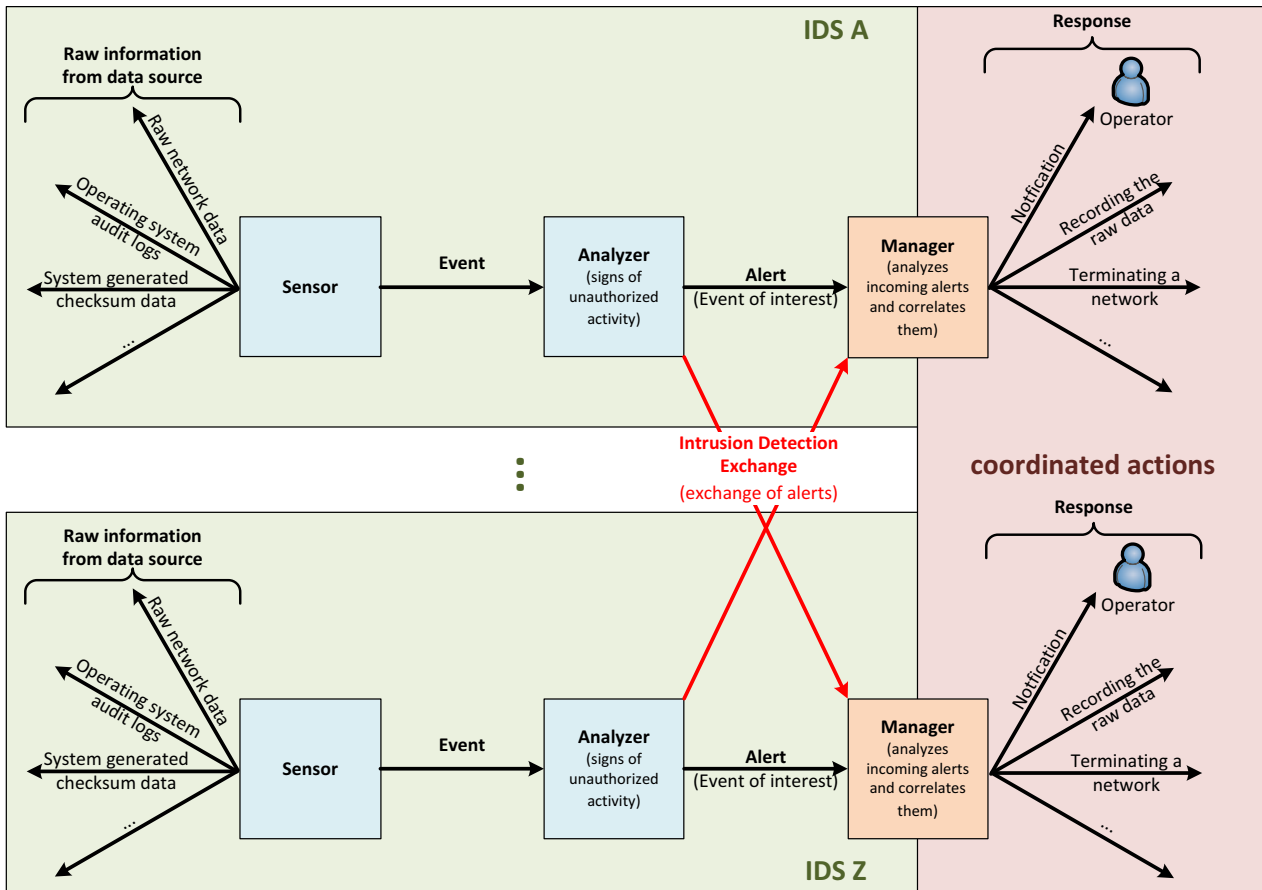 IDS A
Raw information
from data source
Raw network data
Operating system
audit logs
System generated
checksum data
...
Sensor
Event
Analyzer
(signs of
unauthorized
activity)
Alert
(Event of interest)
Manager
(analyzes
incoming alerts
and correlates
them)
Response
Operator
Notfication
Recording the
raw data
Terminating a
network
...
Intrusion Detection
Exchange
(exchange of alerts)
coordinated actions
Raw information
from data source
Raw network data
Operating system
audit logs
System generated
checksum data
...
Sensor
Event
Analyzer
(signs of
unauthorized
activity)
Alert
(Event of interest)
Manager
(analyzes
incoming alerts
and correlates
them)
Response
Operator
Notfication
Recording the
raw data
Terminating a
network
...
IDS Z